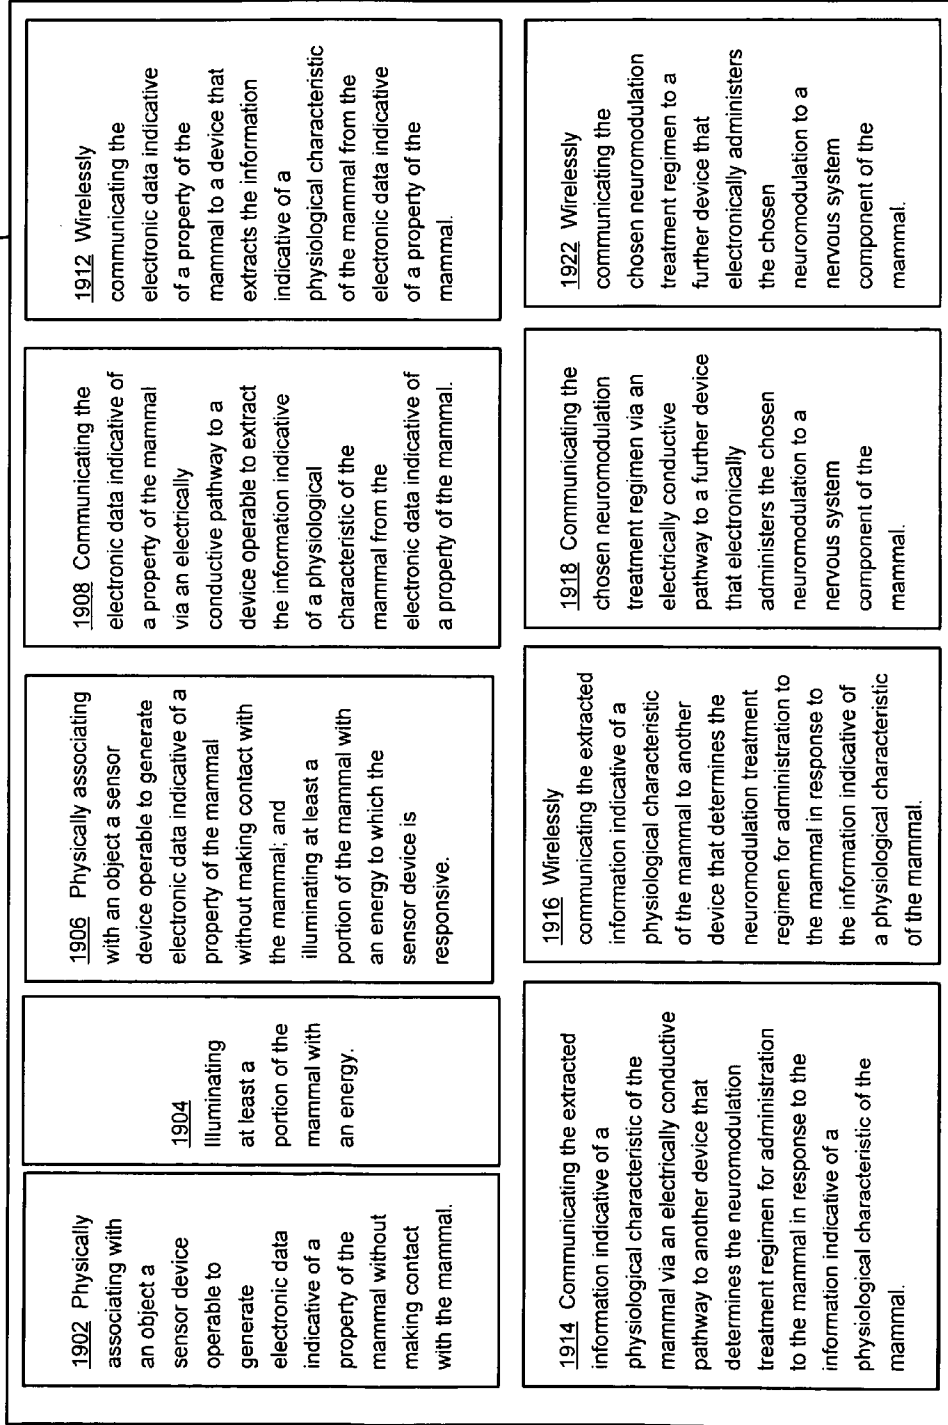 1902 Physically
associating with
an object a
sensor device
operable to
generate
electronic data
indicative of a
property of the
mammal without
making contact
with the mammal.
1904
Illuminating
at least a
portion of the
mammal with
an energy.
1906 Physically associating
with an object a sensor
device operable to generate
electronic data indicative of a
property of the mammal
without making contact with
the mammal; and
illuminating at least a
portion of the mammal with
an energy to which the
sensor device is
responsive.
1908 Communicating the
electronic data indicative of
a property of the mammal
via an electrically
conductive pathway to a
device operable to extract
the information indicative
of a physiological
characteristic of the
mammal from the
electronic data indicative of
a property of the mammal.
1912 Wirelessly
communicating the
electronic data indicative
of a property of the
mammal to a device that
extracts the information
indicative of a
physiological characteristic
of the mammal from the
electronic data indicative
of a property of the
mammal.
1914 Communicating the extracted
information indicative of a
physiological characteristic of the
mammal via an electrically conductive
pathway to another device that
determines the neuromodulation
treatment regimen for administration
to the mammal in response to the
information indicative of a
physiological characteristic of the
mammal.
1916 Wirelessly
communicating the extracted
information indicative of a
physiological characteristic
of the mammal to another
device that determines the
neuromodulation treatment
regimen for administration to
the mammal in response to
the information indicative of
a physiological characteristic
of the mammal.
1918 Communicating the
chosen neuromodulation
treatment regimen via an
electrically conductive
pathway to a further device
that electronically
administers the chosen
neuromodulation to a
nervous system
component of the
mammal.
1922 Wirelessly
communicating the
chosen neuromodulation
treatment regimen to a
further device that
electronically administers
the chosen
neuromodulation to a
nervous system
component of the
mammal.